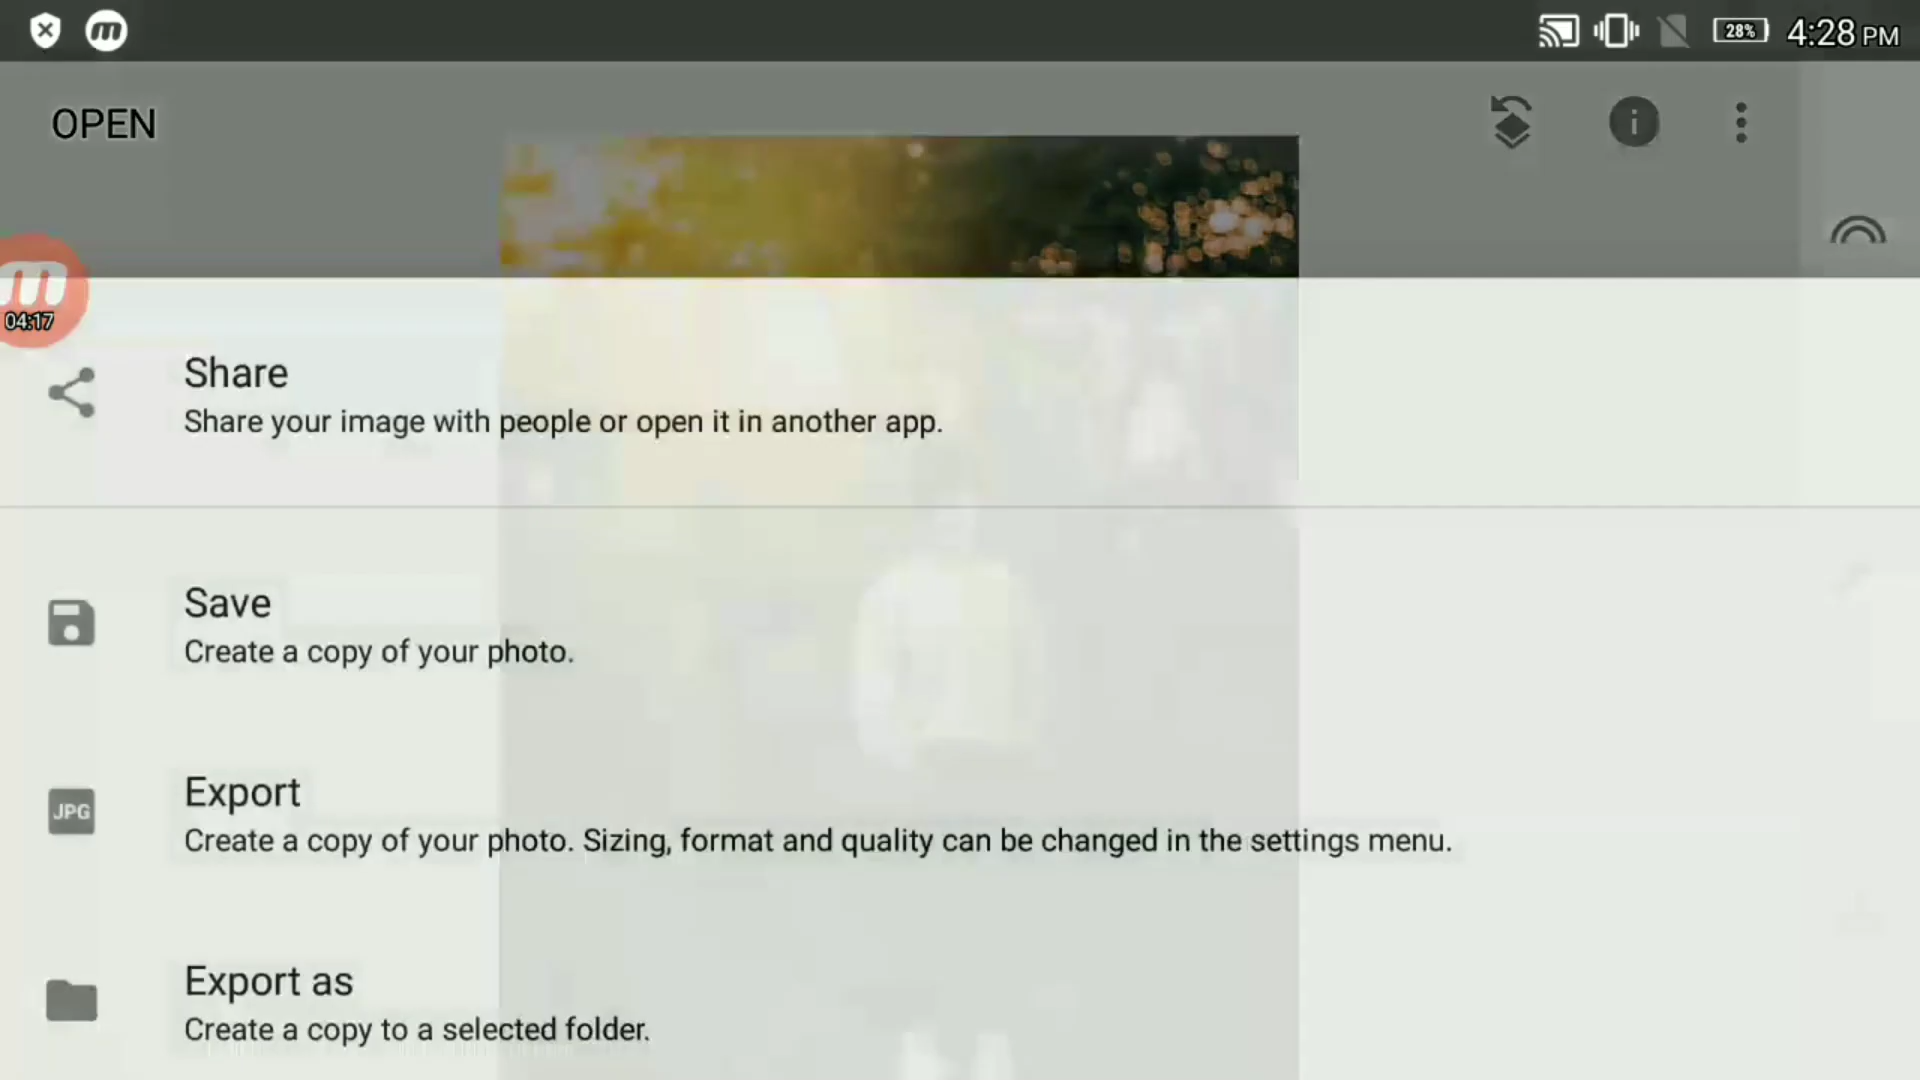 28% 4:28 PM
OPEN
04:17
Share
Share your image with people or open it in another app.
Save
Create a copy of your photo.
JPG
Export
Create a copy of your photo. Sizing, format and quality can be changed in the settings menu.
Export as
Create a copy to a selected folder.